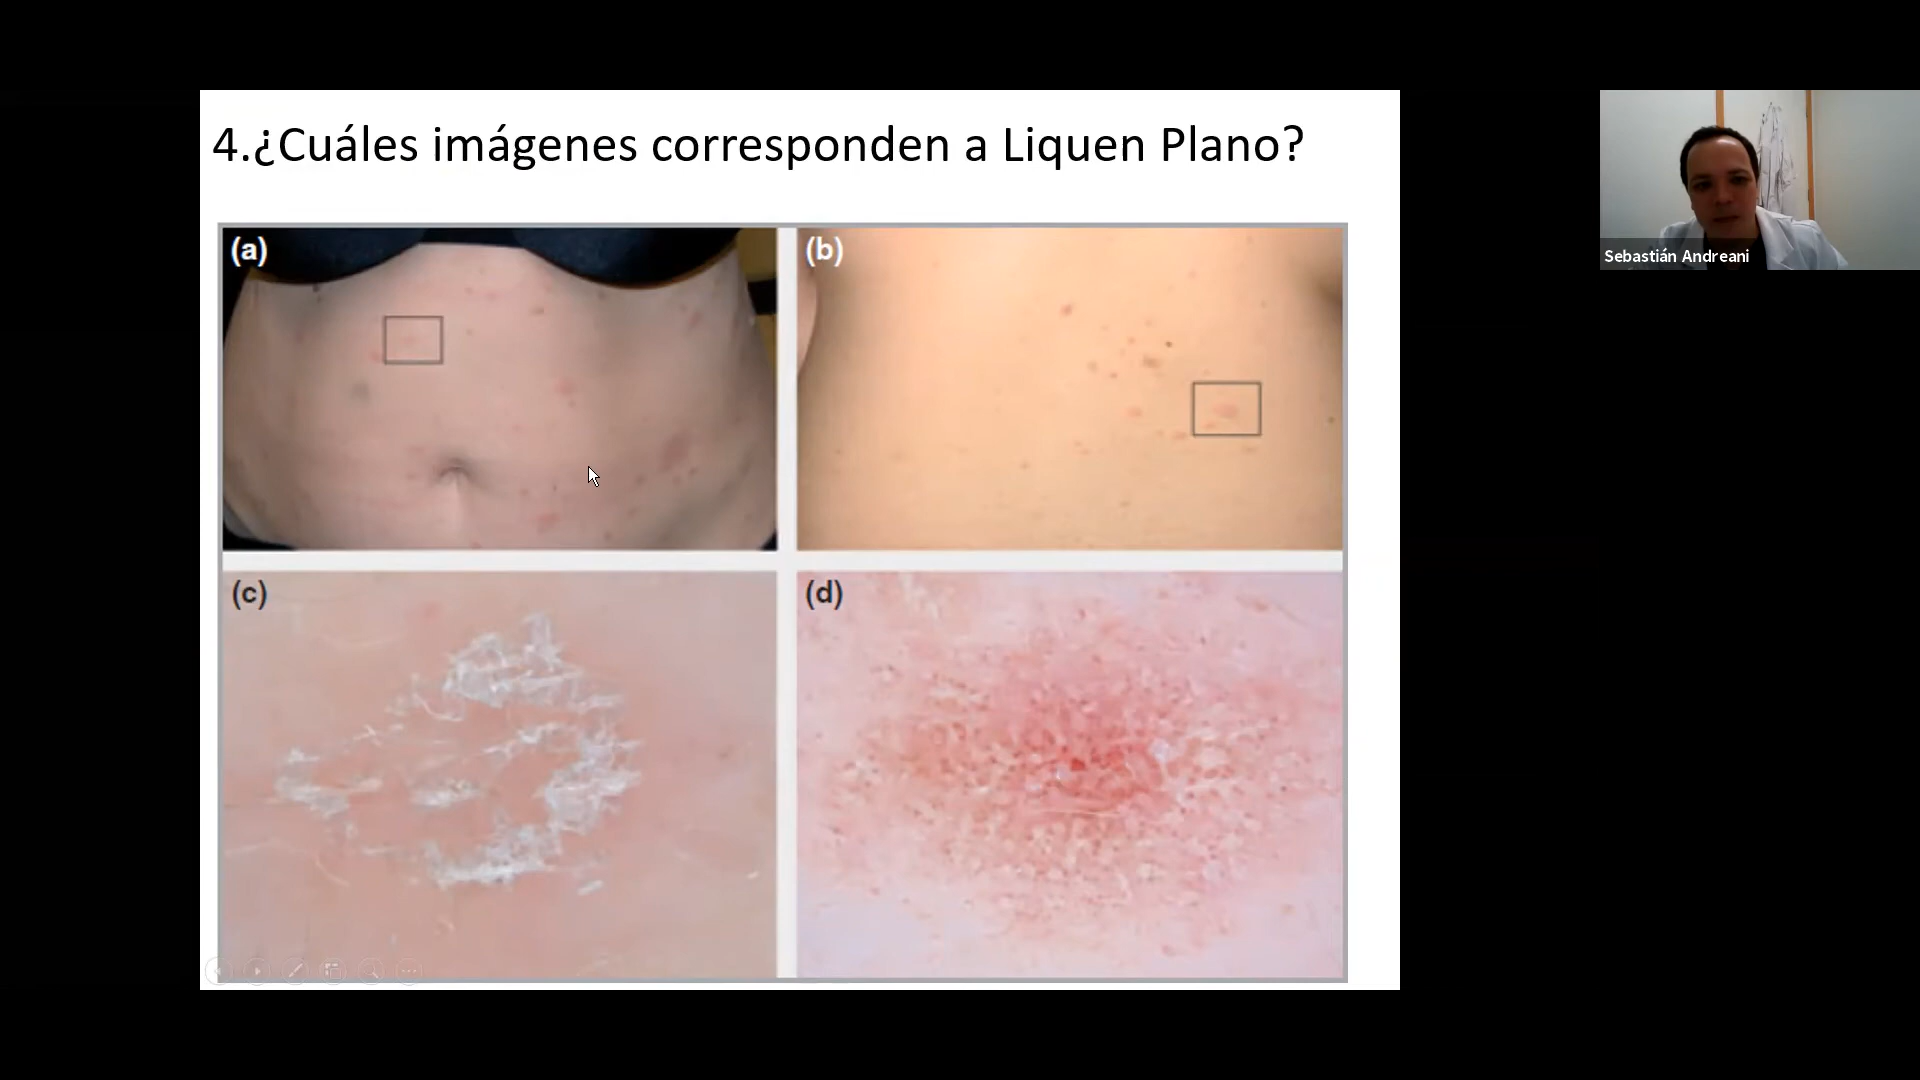 4.¿Cuáles imágenes corresponden a Liquen Plano?
(a)
(b)
(c)
(d)
Sebastián Andreani